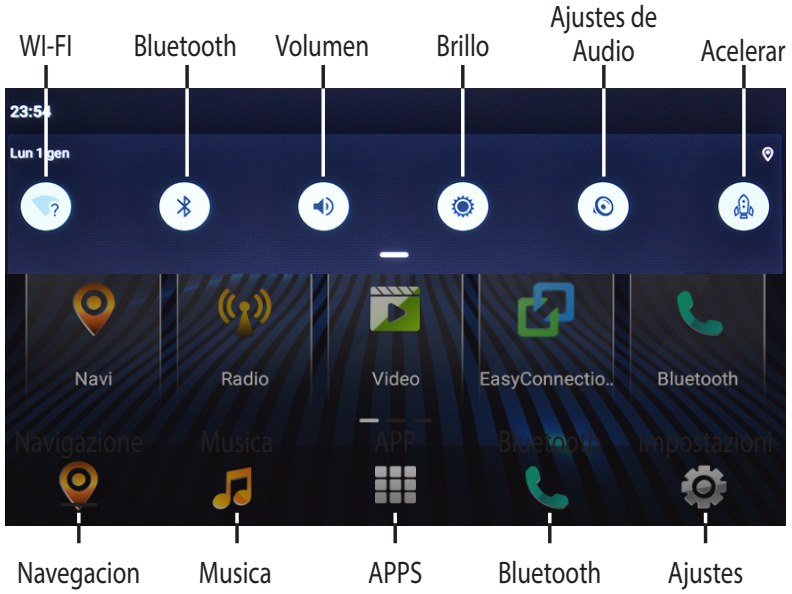 Ajustes de
WI-FI Bluetooth Volumen Brillo Audio Acelerar
23:54
Lun 1 gen
?
Navi Radio Video EasyConnectio.. Bluetooth
Navigazione Musica APP Bluetooth Impostazioni
Navegacion Musica APPS Bluetooth Ajustes